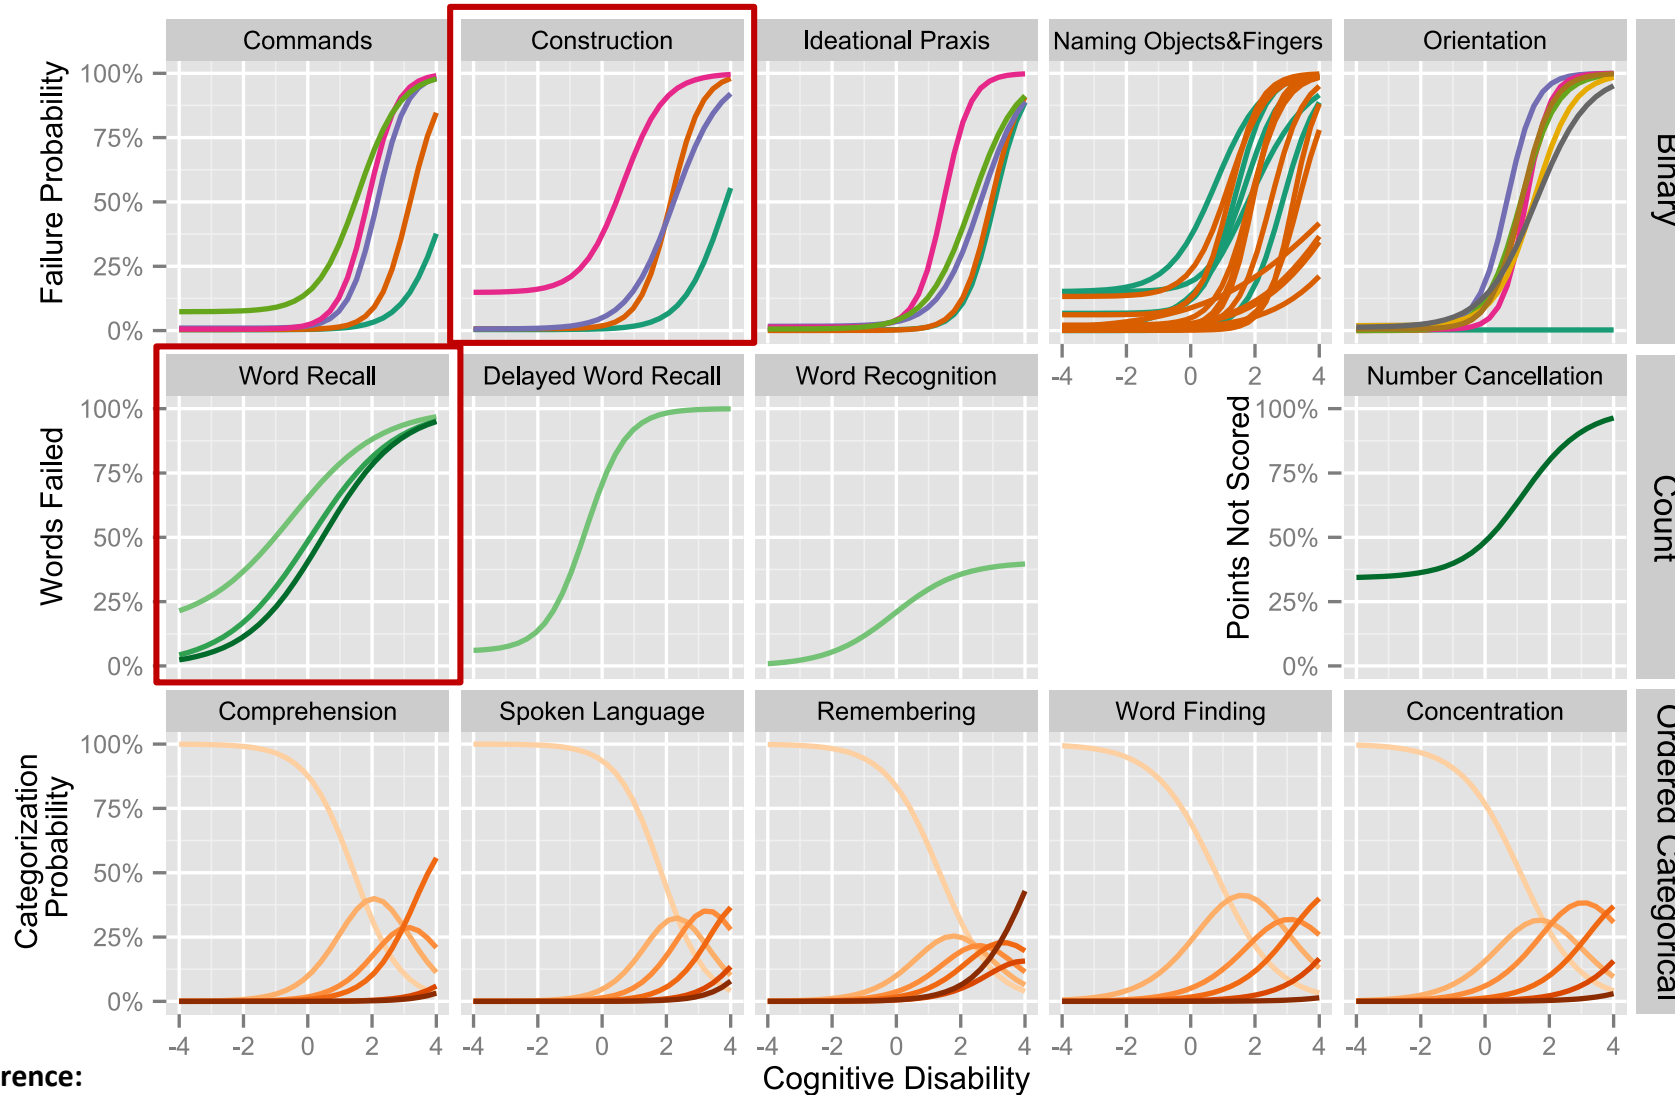 Commands Construction Ideational Praxis Naming Objects&Fingers Orientation
Failure Probability
100%
75%
50%
25%
0%
Binary
-4 -2 0 2 4
Word Recall Delayed Word Recall Word Recognition Number Cancellation
Words Failed
100%
75%
50%
25%
0%
Points Not Scored
100%
75%
50%
25%
0%
Count
Comprehension Spoken Language Remembering Word Finding Concentration
Categorization
Probability
100%
75%
50%
25%
0%
Ordered Categorical
-4 -2 0 2 4 -4 -2 0 2 4 -4 -2 0 2 4 -4 -2 0 2 4 -4 -2 0 2 4
Cognitive Disability
rence: